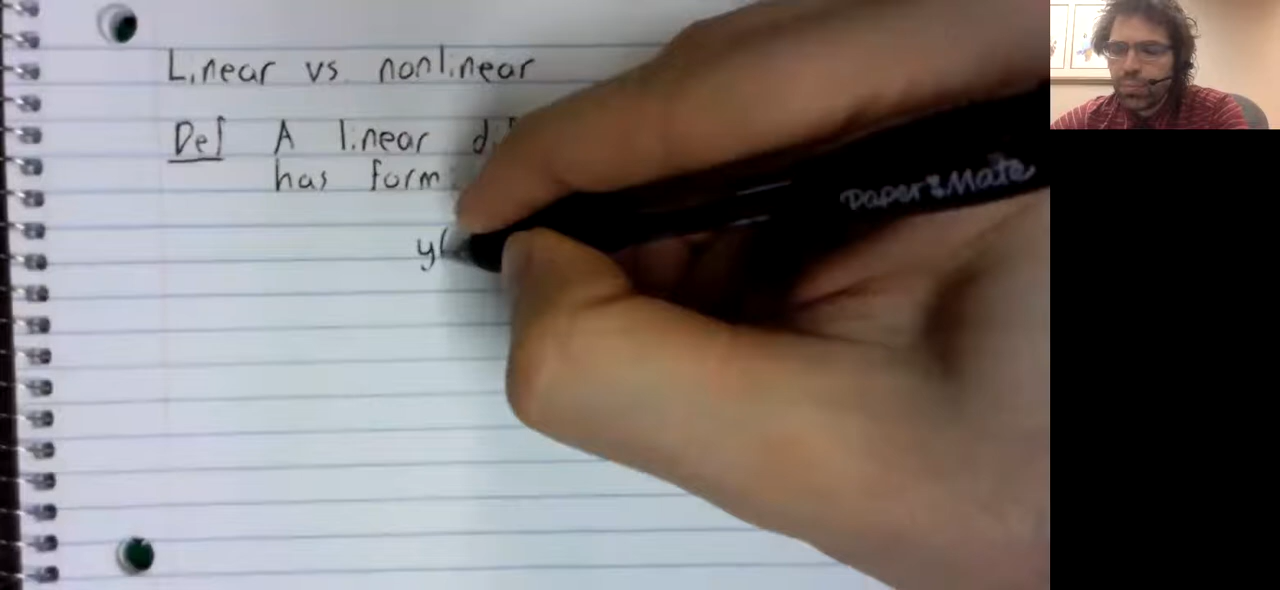 Linear vs. nonlinear
Def A linear
has form
y(
Paper Mate